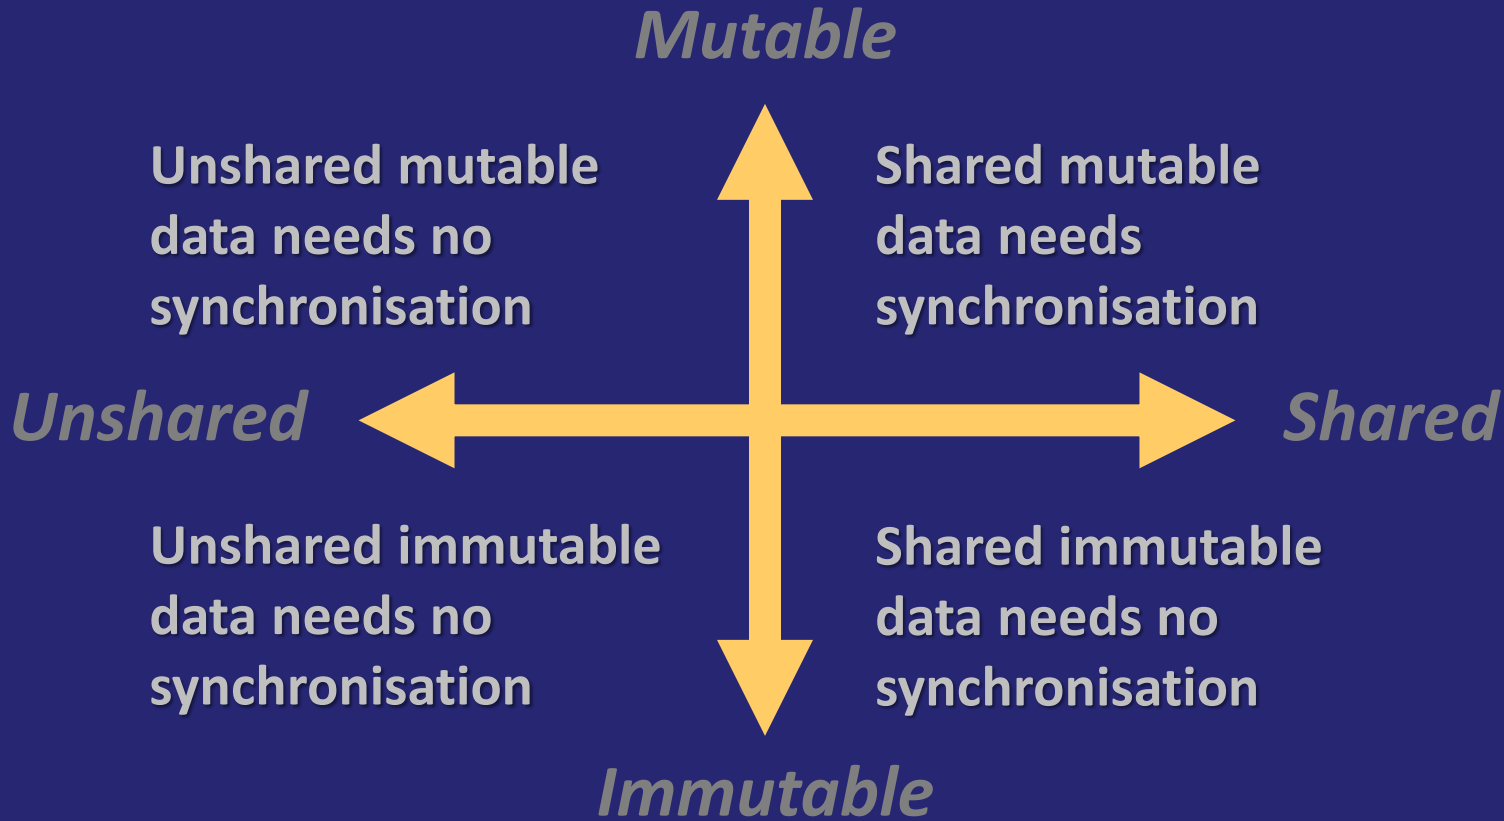 Mutable
Unshared mutable
data needs no
synchronisation
Shared mutable
data needs
synchronisation
Unshared
Shared
Unshared immutable
data needs no
synchronisation
Shared immutable
data needs no
synchronisation
Immutable